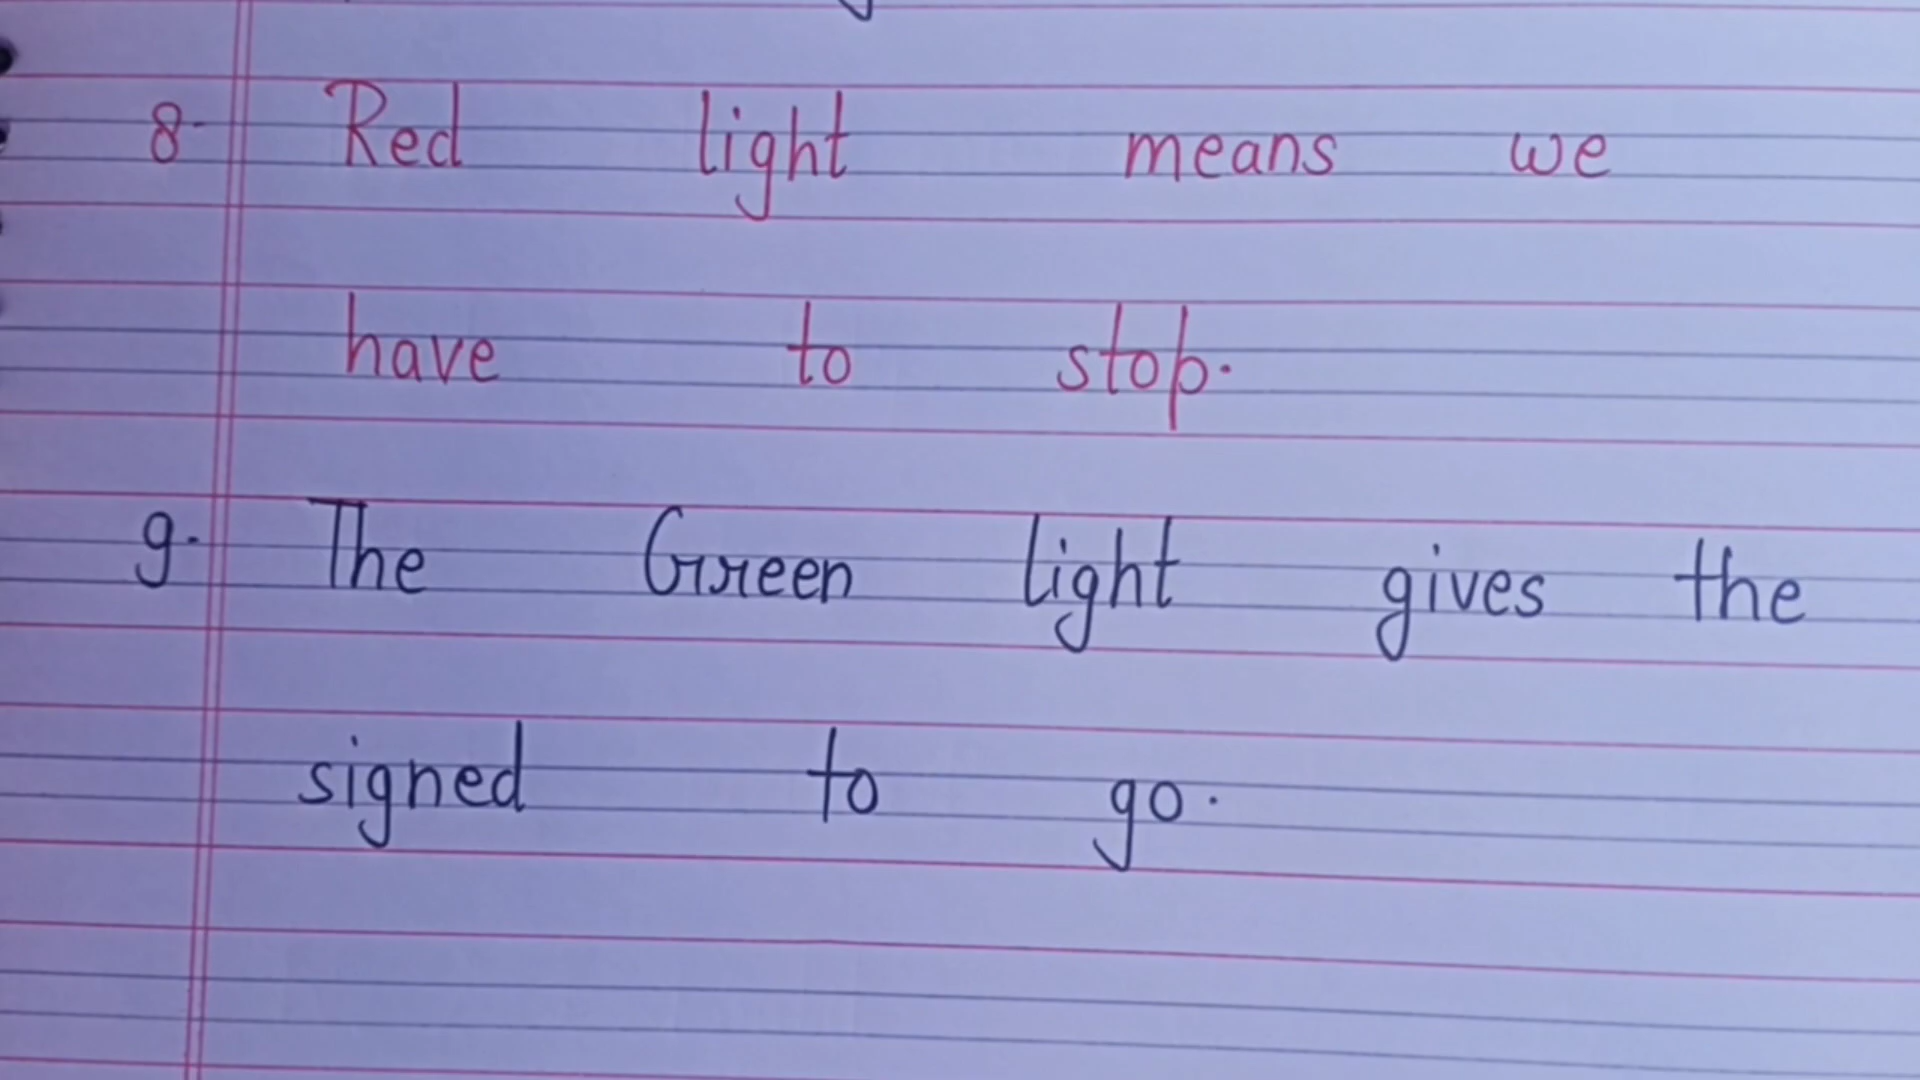 8. Red light means we
have to stop.
9. The Green light gives the
signed to go.